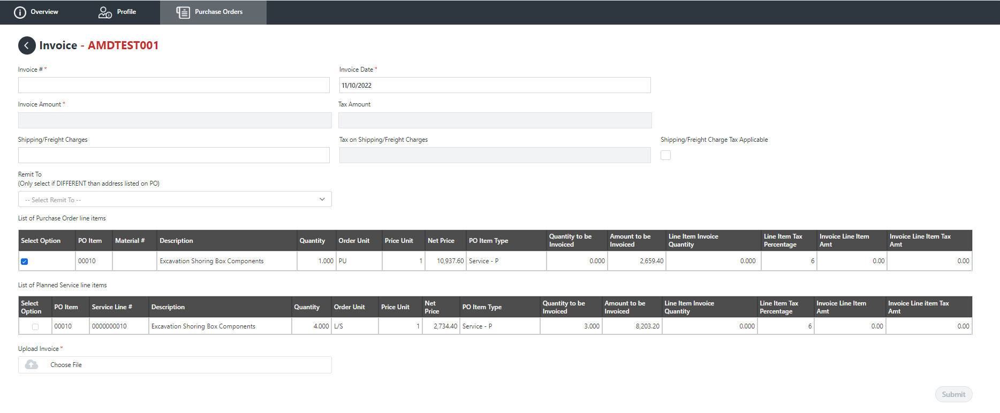 Overview
Profile
Purchase Orders
Invoice - AMDTEST001
Invoice # *
Invoice Date *
11/10/2022
Invoice Amount *
Tax Amount
Shipping/Freight Charges
Tax on Shipping/Freight Charges
Shipping/Freight Charge Tax Applicable
Remit To
(Only select if DIFFERENT than address listed on PO)
-- Select Remit To --
List of Purchase Order line items
Select Option PO Item Material # Description Quantity Order Unit Price Unit Net Price PO Item Type Quantity to be Invoiced Amount to be Invoiced Line Item Invoice Quantity Line Item Tax Percentage Invoice Line Item Amt Invoice Line Item Tax Amt
00010 Excavation Shoring Box Components 1.000 PU 1 10,937.60 Service - P 0.000 2,659.40 0.000 6 0.00 0.00
List of Planned Service line items
Select Option PO Item Service Line # Description Quantity Order Unit Price Unit Net Price PO Item Type Quantity to be Invoiced Amount to be Invoiced Line Item Invoice Quantity Line Item Tax Percentage Invoice Line Item Amt Invoice Line item Tax Amt
00010 0000000010 Excavation Shoring Box Components 4.000 L/S 1 2,734.40 Service - P 3.000 8,203.20 0.000 6 0.00 0.00
Upload Invoice *
Choose File
Submit